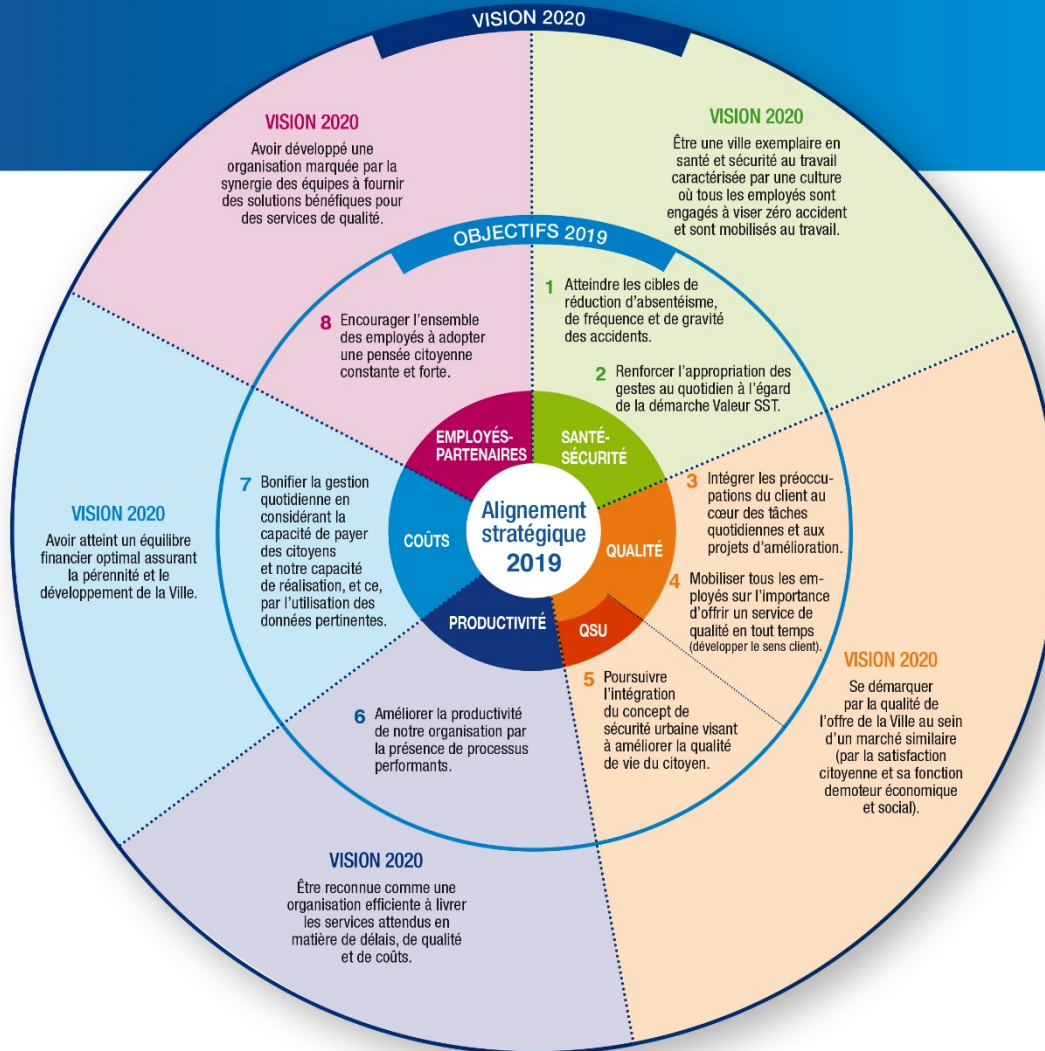 VISION 2020
VISION 2020
Avoir développé une
organisation marquée par la
synergie des équipes à fournir
des solutions bénéfiques pour
des services de qualité.
VISION 2020
Être une ville exemplaire en
santé et sécurité au travail
caractérisée par une culture
où tous les employés sont
engagés à viser zéro accident
et sont mobilisés au travail.
OBJECTIFS 2019
1 Atteindre les cibles de
réduction d'absentéisme,
de fréquence et de gravité
des accidents.
2 Renforcer l'appropriation des
gestes au quotidien à l'égard
de la démarche Valeur SST.
8 Encourager l'ensemble
des employés à adopter
une pensée citoyenne
constante et forte.
EMPLOYÉS-
PARTENAIRES
SANTÉ-
SÉCURITÉ
Alignement
stratégique
2019
COÛTS
QUALITÉ
PRODUCTIVITÉ
QSU
3 Intégrer les préoccu-
pations du client au
cœur des tâches
quotidiennes et aux
projets d'amélioration.
4 Mobiliser tous les em-
ployés sur l'importance
d'offrir un service de
qualité en tout temps
(développer le sens client).
VISION 2020
Se démarquer
par la qualité de
l'offre de la Ville au sein
d'un marché similaire
(par la satisfaction
citoyenne et sa fonction
demoteur économique
et social).
5 Poursuivre
l'intégration
du concept de
sécurité urbaine visant
à améliorer la qualité
de vie du citoyen.
6 Améliorer la productivité
de notre organisation par
la présence de processus
performants.
VISION 2020
Être reconnue comme une
organisation efficiente à livrer
les services attendus en
matière de délais, de qualité
et de coûts.
7 Bonifier la gestion
quotidienne en
considérant la
capacité de payer
des citoyens
et notre capacité
de réalisation, et ce,
par l'utilisation des
données pertinentes.
VISION 2020
Avoir atteint un équilibre
financier optimal assurant
la pérennité et le
développement de la Ville.